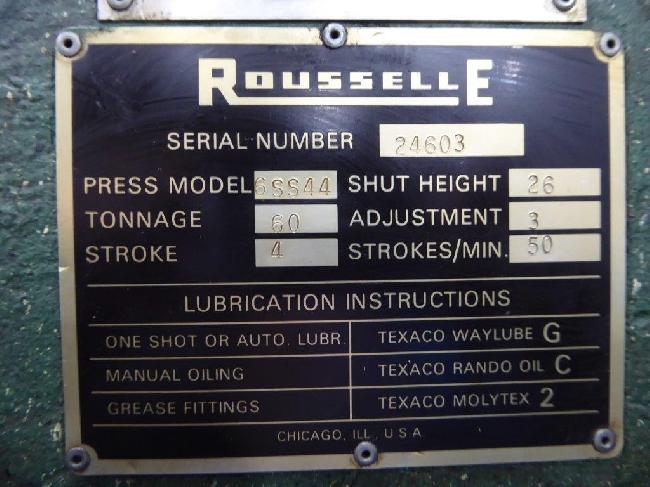 ROUSSELLE
SERIAL NUMBER 24603
PRESS MODEL 6SS44 SHUT HEIGHT 26
TONNAGE 60 ADJUSTMENT 3
STROKE 4 STROKES/MIN. 50
LUBRICATION INSTRUCTIONS
ONE SHOT OR AUTO. LUBR. TEXACO WAYLUBE G
MANUAL OILING TEXACO RANDO OIL C
GREASE FITTINGS TEXACO MOLYTEX 2
CHICAGO, ILL., U S A